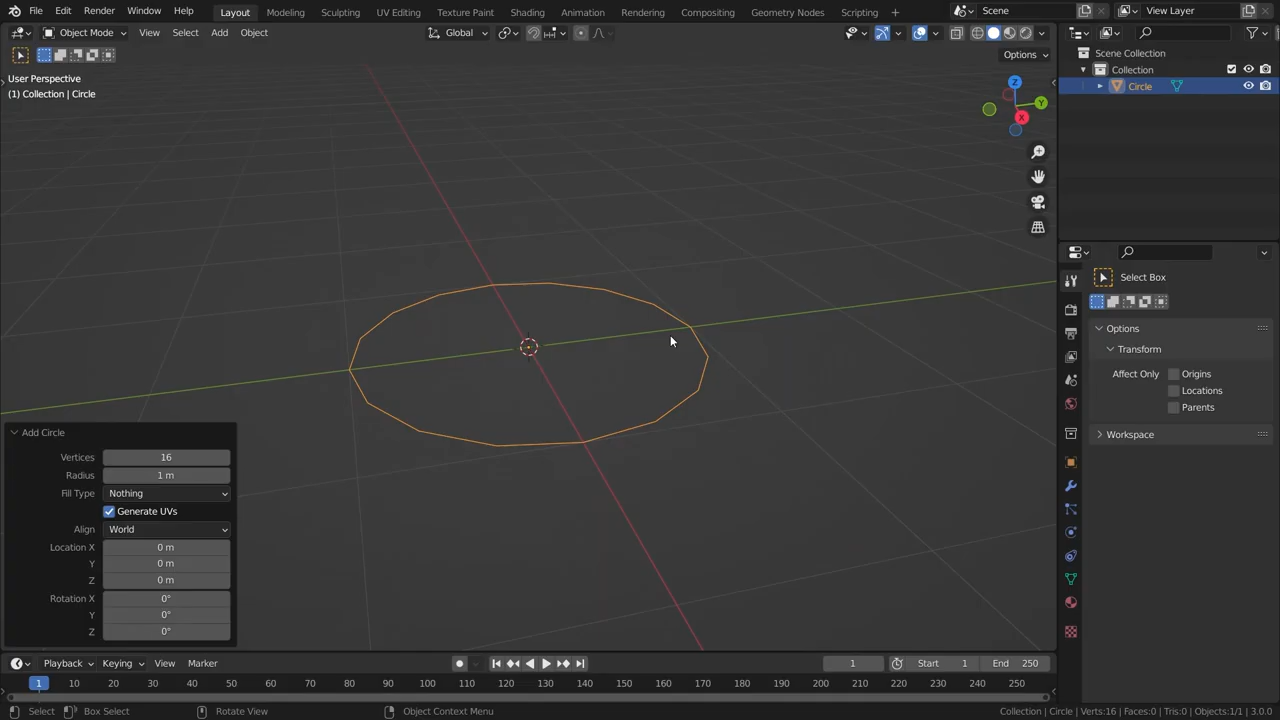 File Edit Render Window Help Layout Modeling Sculpting UV Editing Texture Paint Shading Animation Rendering Compositing Geometry Nodes Scripting + Scene View Layer
Object Mode View Select Add Object Global
Options
User Perspective
(1) Collection | Circle
Z
Y
X
Scene Collection
Collection
Circle
Select Box
Options
Transform
Affect Only Origins
Locations
Parents
Workspace
Add Circle
Vertices 16
Radius 1 m
Fill Type Nothing
Generate UVs
Align World
Location X 0 m
Y 0 m
Z 0 m
Rotation X 0°
Y 0°
Z 0°
Playback Keying View Marker 1 Start 1 End 250
1 10 20 30 40 50 60 70 80 90 100 110 120 130 140 150 160 170 180 190 200 210 220 230 240 250
Select Box Select Rotate View Object Context Menu Collection | Circle | Verts:16 | Faces:0 | Tris:0 | Objects:1/1 | 3.0.0